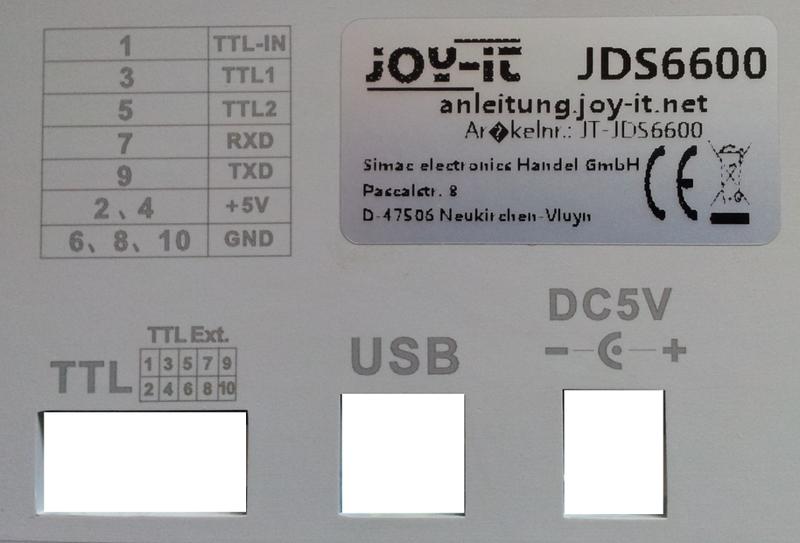 1 TTL-IN
3 TTL1
5 TTL2
7 RXD
9 TXD
2、4 +5V
6、8、10 GND
JOY-iT JDS6600
anleitung.joy-it.net
Ar�kelnr.: JT-JDS6600
Simac electronics Handel GmbH
Pascalstr. 8
D-47506 Neukirchen-Vluyn
CE
TTL Ext.
TTL
1 3 5 7 9
2 4 6 8 10
USB
DC5V
− +